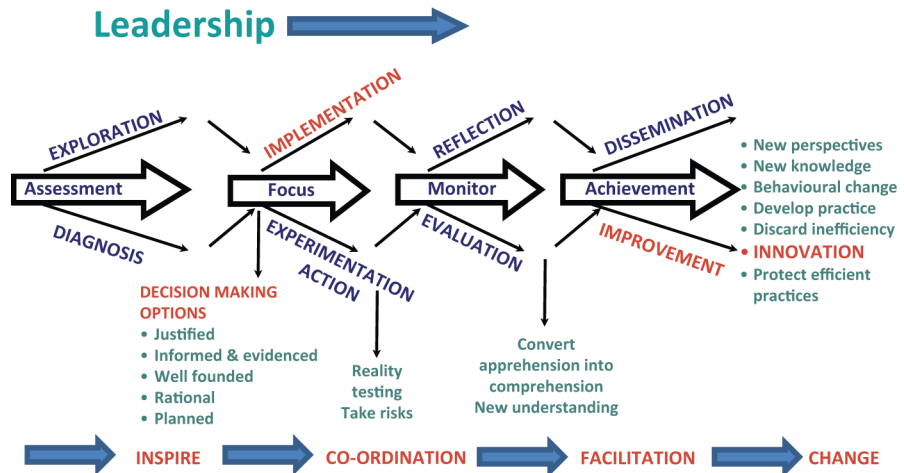 Leadership
EXPLORATION
IMPLEMENTATION
REFLECTION
DISSEMINATION
Assessment
Focus
Monitor
Achievement
DIAGNOSIS
EXPERIMENTATION
ACTION
EVALUATION
IMPROVEMENT
• New perspectives
• New knowledge
• Behavioural change
• Develop practice
• Discard inefficiency
• INNOVATION
• Protect efficient
practices
DECISION MAKING
OPTIONS
• Justified
• Informed & evidenced
• Well founded
• Rational
• Planned
Reality
testing
Take risks
Convert
apprehension into
comprehension
New understanding
INSPIRE
CO-ORDINATION
FACILITATION
CHANGE